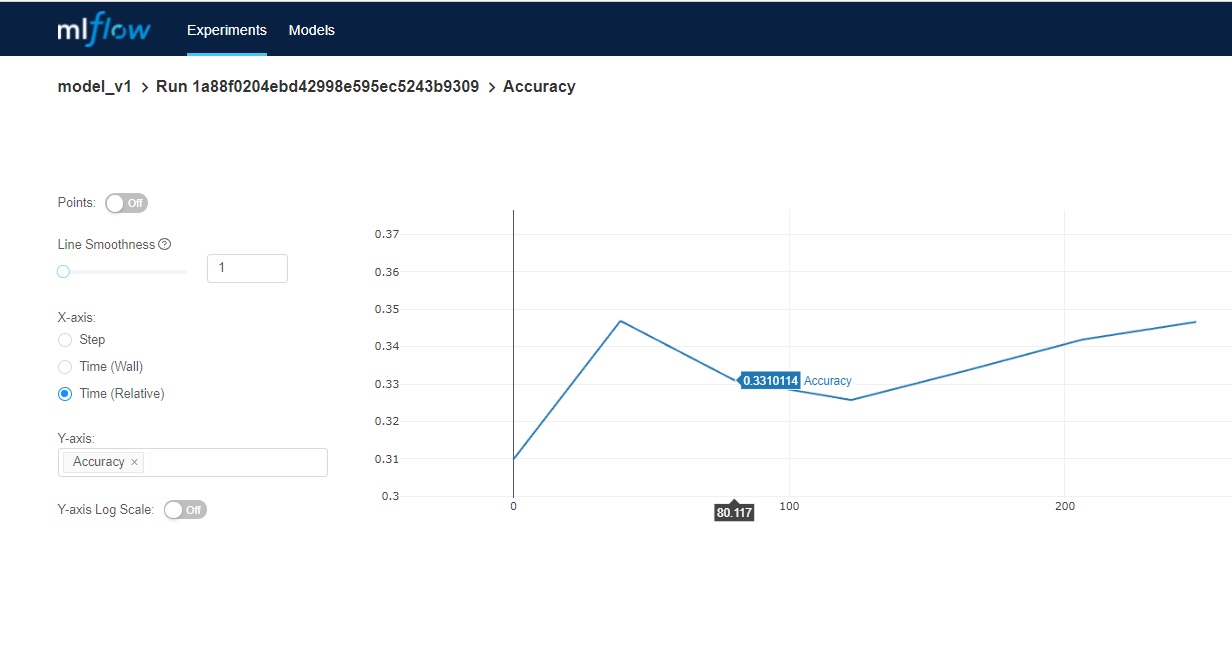 mlflow Experiments Models
model_v1 > Run 1a88f0204ebd42998e595ec5243b9309 > Accuracy
Points: Off
Line Smoothness ?
1
X-axis:
Step
Time (Wall)
Time (Relative)
Y-axis:
Accuracy ×
Y-axis Log Scale: Off
0.37
0.36
0.35
0.34
0.33
0.32
0.31
0.3
0.3310114 Accuracy
0
80.117
100
200